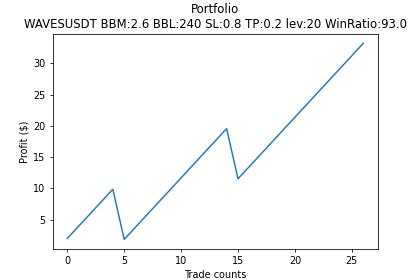 Portfolio
WAVESUSDT BBM:2.6 BBL:240 SL:0.8 TP:0.2 lev:20 WinRatio:93.0
30
25
20
15
10
5
Profit ($)
0 5 10 15 20 25
Trade counts